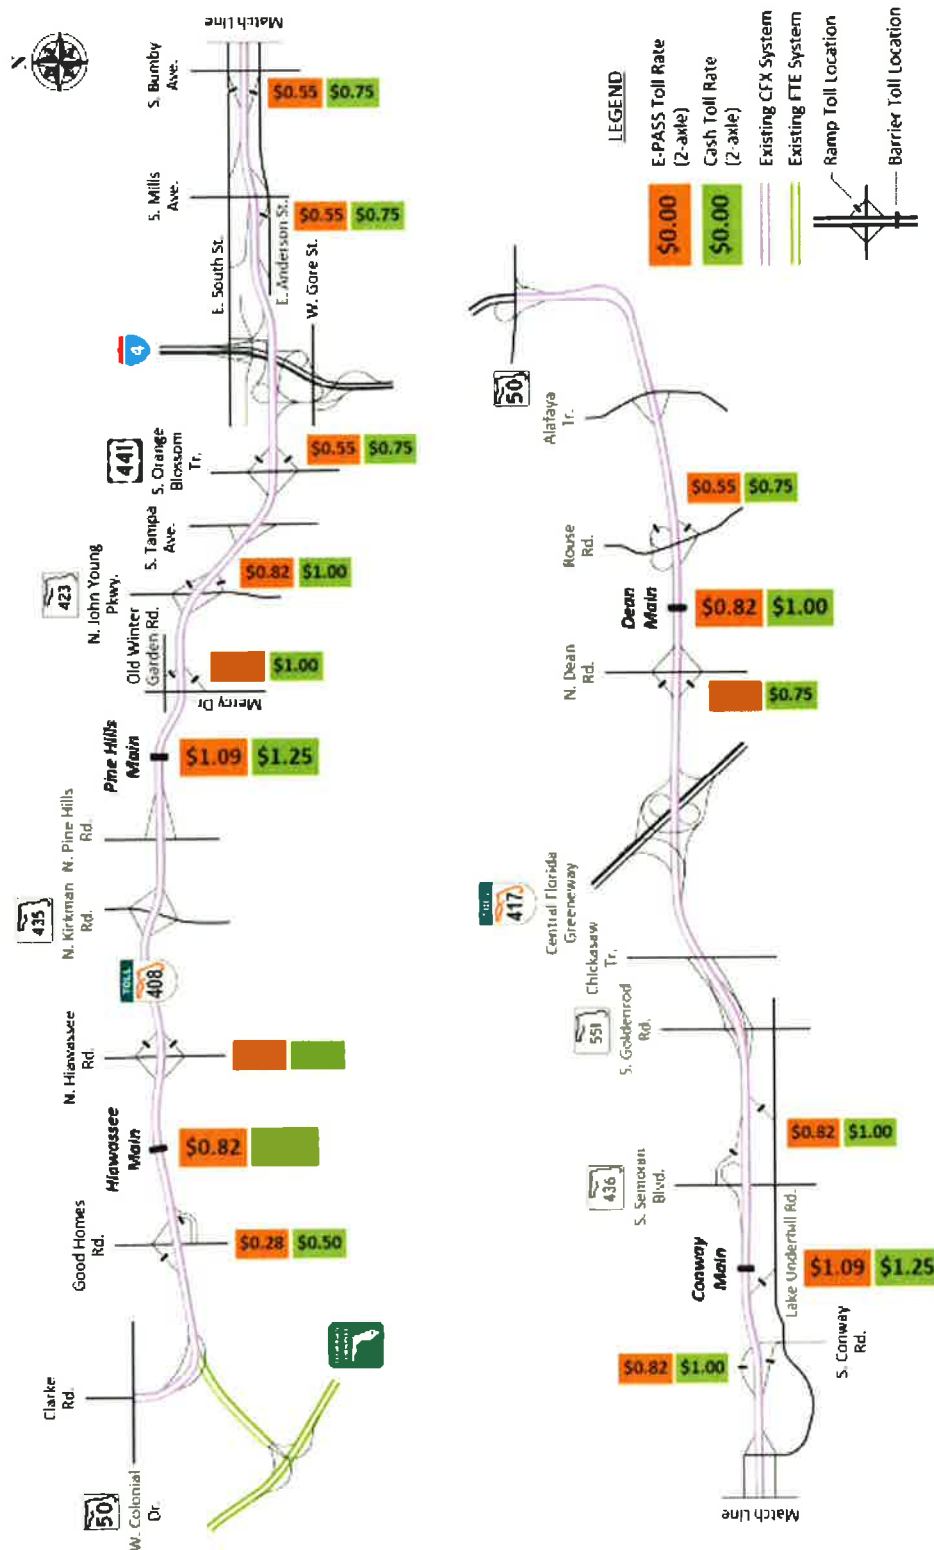 N
50
W. Colonial
Dr.
Clarke
Rd.
Good Homes
Rd.
$0.28
$0.50
Hiawassee
Main
$0.82
N. Hiawassee
Rd.
TOLL
408
435
N. Kirkman
Rd.
N. Pine Hills
Rd.
Pine Hills
Main
$1.09
$1.25
Old Winter
Garden Rd.
Mercy Dr
$1.00
423
N. John Young
Pkwy.
$0.82
$1.00
S. Tampa
Ave.
441
S. Orange
Blossom
Tr.
$0.55
$0.75
4
E. South St.
E. Anderson St.
W. Gore St.
S. Mills
Ave.
$0.55
$0.75
S. Bumby
Ave.
$0.55
$0.75
Match Line
Match Line
$0.82
$1.00
S. Conway
Rd.
Conway
Main
$1.09
$1.25
Lake Underhill Rd.
436
S. Semoran
Blvd.
$0.82
$1.00
551
S. Goldenrod
Rd.
Chickasaw
Tr.
TOLL
417
Central Florida
Greeneway
N. Dean
Rd.
$0.75
Dean
Main
$0.82
$1.00
Rouse
Rd.
$0.55
$0.75
Alafaya
Tr.
50
LEGEND
$0.00
E-PASS Toll Rate
(2-axle)
$0.00
Cash Toll Rate
(2-axle)
Existing CFX System
Existing FTE System
Ramp Toll Location
Barrier Toll Location